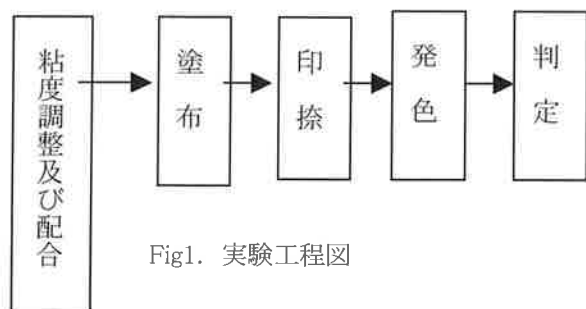 粘度調整及び配合
塗布
印捺
発色
判定
Fig1. 実験工程図